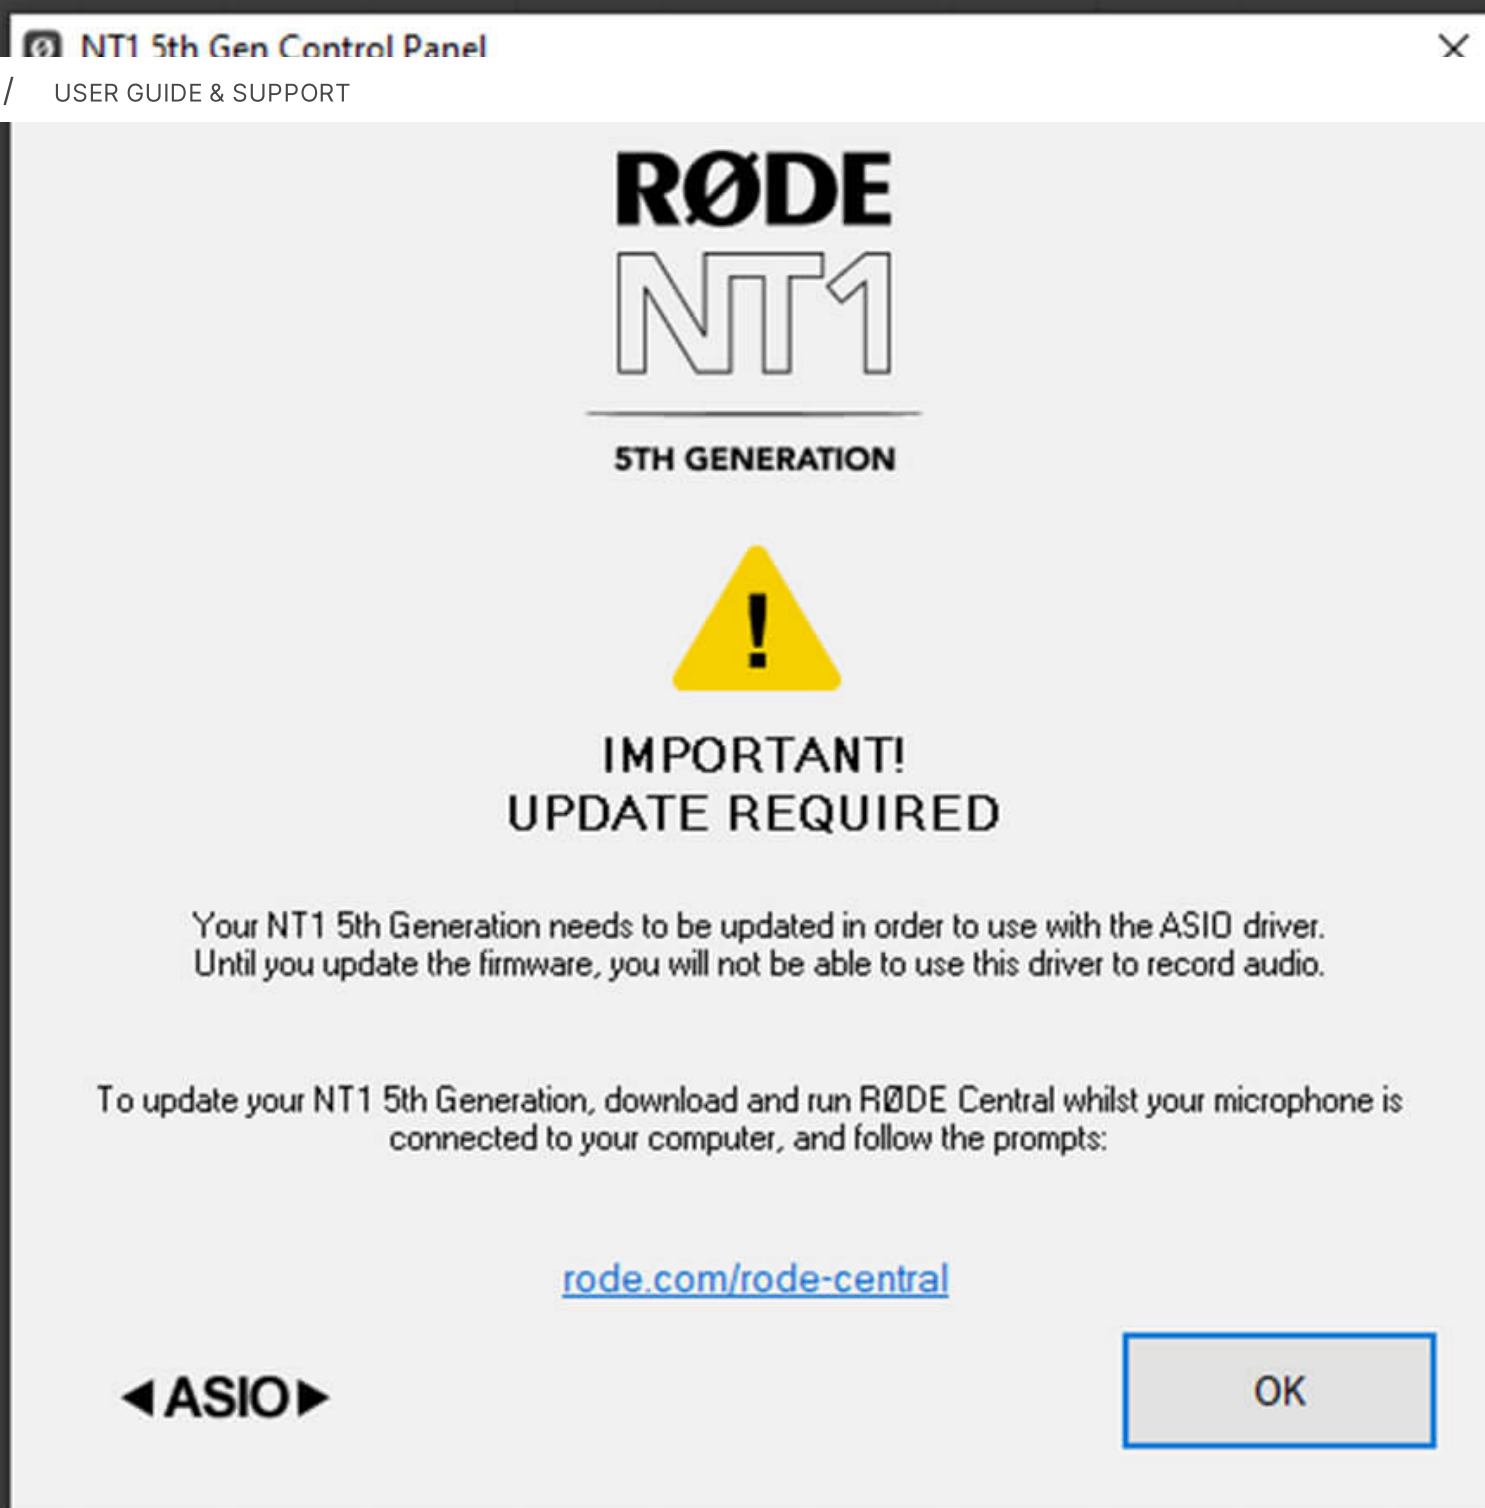 NT1 5th Gen Control Panel
/ USER GUIDE & SUPPORT
RØDE
NT1
5TH GENERATION
!
IMPORTANT!
UPDATE REQUIRED
Your NT1 5th Generation needs to be updated in order to use with the ASIO driver.
Until you update the firmware, you will not be able to use this driver to record audio.
To update your NT1 5th Generation, download and run RØDE Central whilst your microphone is
connected to your computer, and follow the prompts:
rode.com/rode-central
ASIO
OK